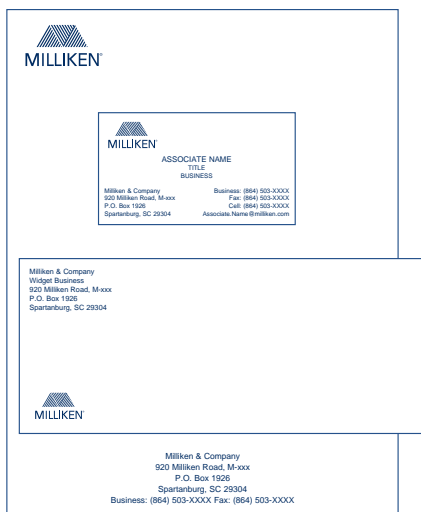 MILLIKEN®
MILLIKEN®
ASSOCIATE NAME
TITLE
BUSINESS
Milliken & Company
920 Milliken Road, M-xxx
P.O. Box 1926
Spartanburg, SC 29304
Business: (864) 503-XXXX
Fax: (864) 503-XXXX
Cell: (864) 503-XXXX
Associate.Name@milliken.com
Milliken & Company
Widget Business
920 Milliken Road, M-xxx
P.O. Box 1926
Spartanburg, SC 29304
MILLIKEN®
Milliken & Company
920 Milliken Road, M-xxx
P.O. Box 1926
Spartanburg, SC 29304
Business: (864) 503-XXXX Fax: (864) 503-XXXX